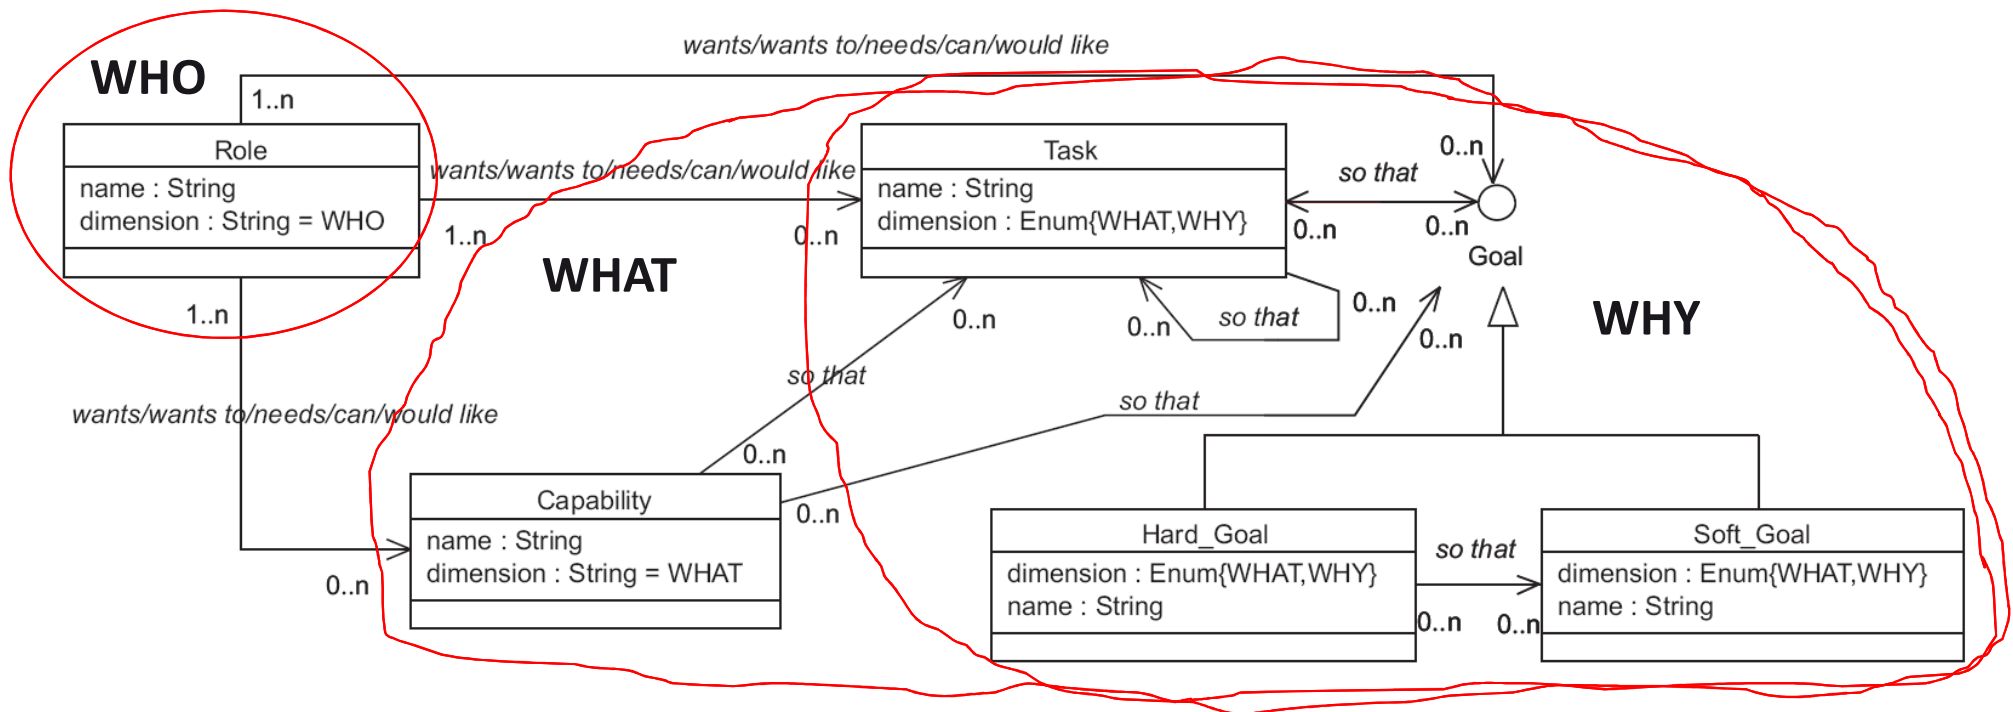 wants/wants to/needs/can/would like
WHO
1..n
Role
name : String
dimension : String = WHO
wants/wants to/needs/can/would like
1..n
0..n
Task
name : String
dimension : Enum{WHAT,WHY}
0..n
so that
0..n
0..n
Goal
WHAT
1..n
0..n
0..n
so that
0..n
0..n
WHY
so that
so that
wants/wants to/needs/can/would like
0..n
0..n
0..n
Capability
name : String
dimension : String = WHAT
Hard_Goal
dimension : Enum{WHAT,WHY}
name : String
so that
0..n
0..n
Soft_Goal
dimension : Enum{WHAT,WHY}
name : String